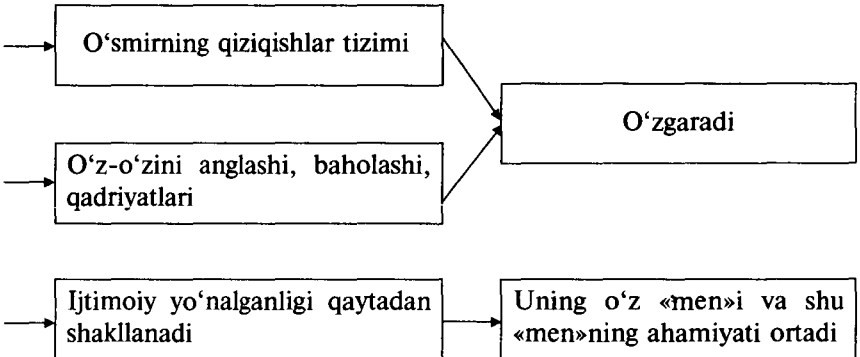 O‘smirning qiziqishlar tizimi
O‘zgaradi
O‘z-o‘zini anglashi, baholashi,
qadriyatlari
Ijtimoiy yo‘nalganligi qaytadan
shakllanadi
Uning o‘z «men»i va shu
«men»ning ahamiyati ortadi